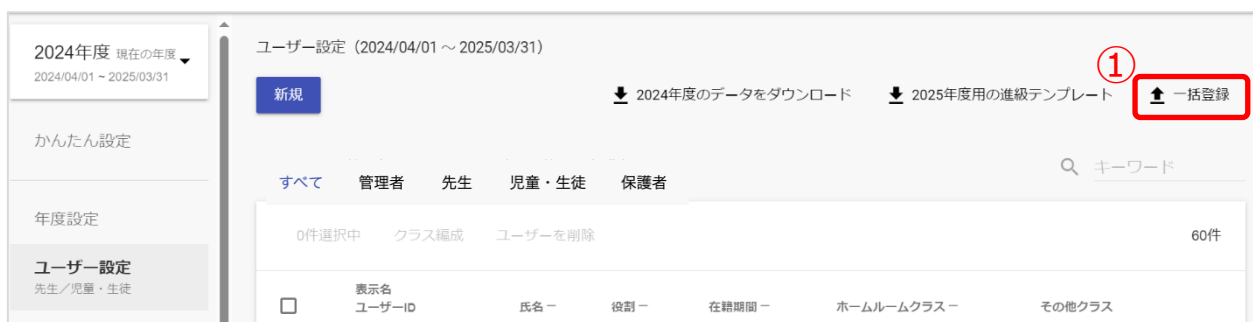 2024年度 現在の年度
2024/04/01 ~ 2025/03/31
かんたん設定
年度設定
ユーザー設定
先生／児童・生徒
ユーザー設定（2024/04/01 ～ 2025/03/31）
①
新規
2024年度のデータをダウンロード
2025年度用の進級テンプレート
一括登録
キーワード
すべて 管理者 先生 児童・生徒 保護者
0件選択中 クラス編成 ユーザーを削除
60件
表示名
ユーザーID 氏名 － 役割 － 在籍期間 － ホームルームクラス － その他クラス